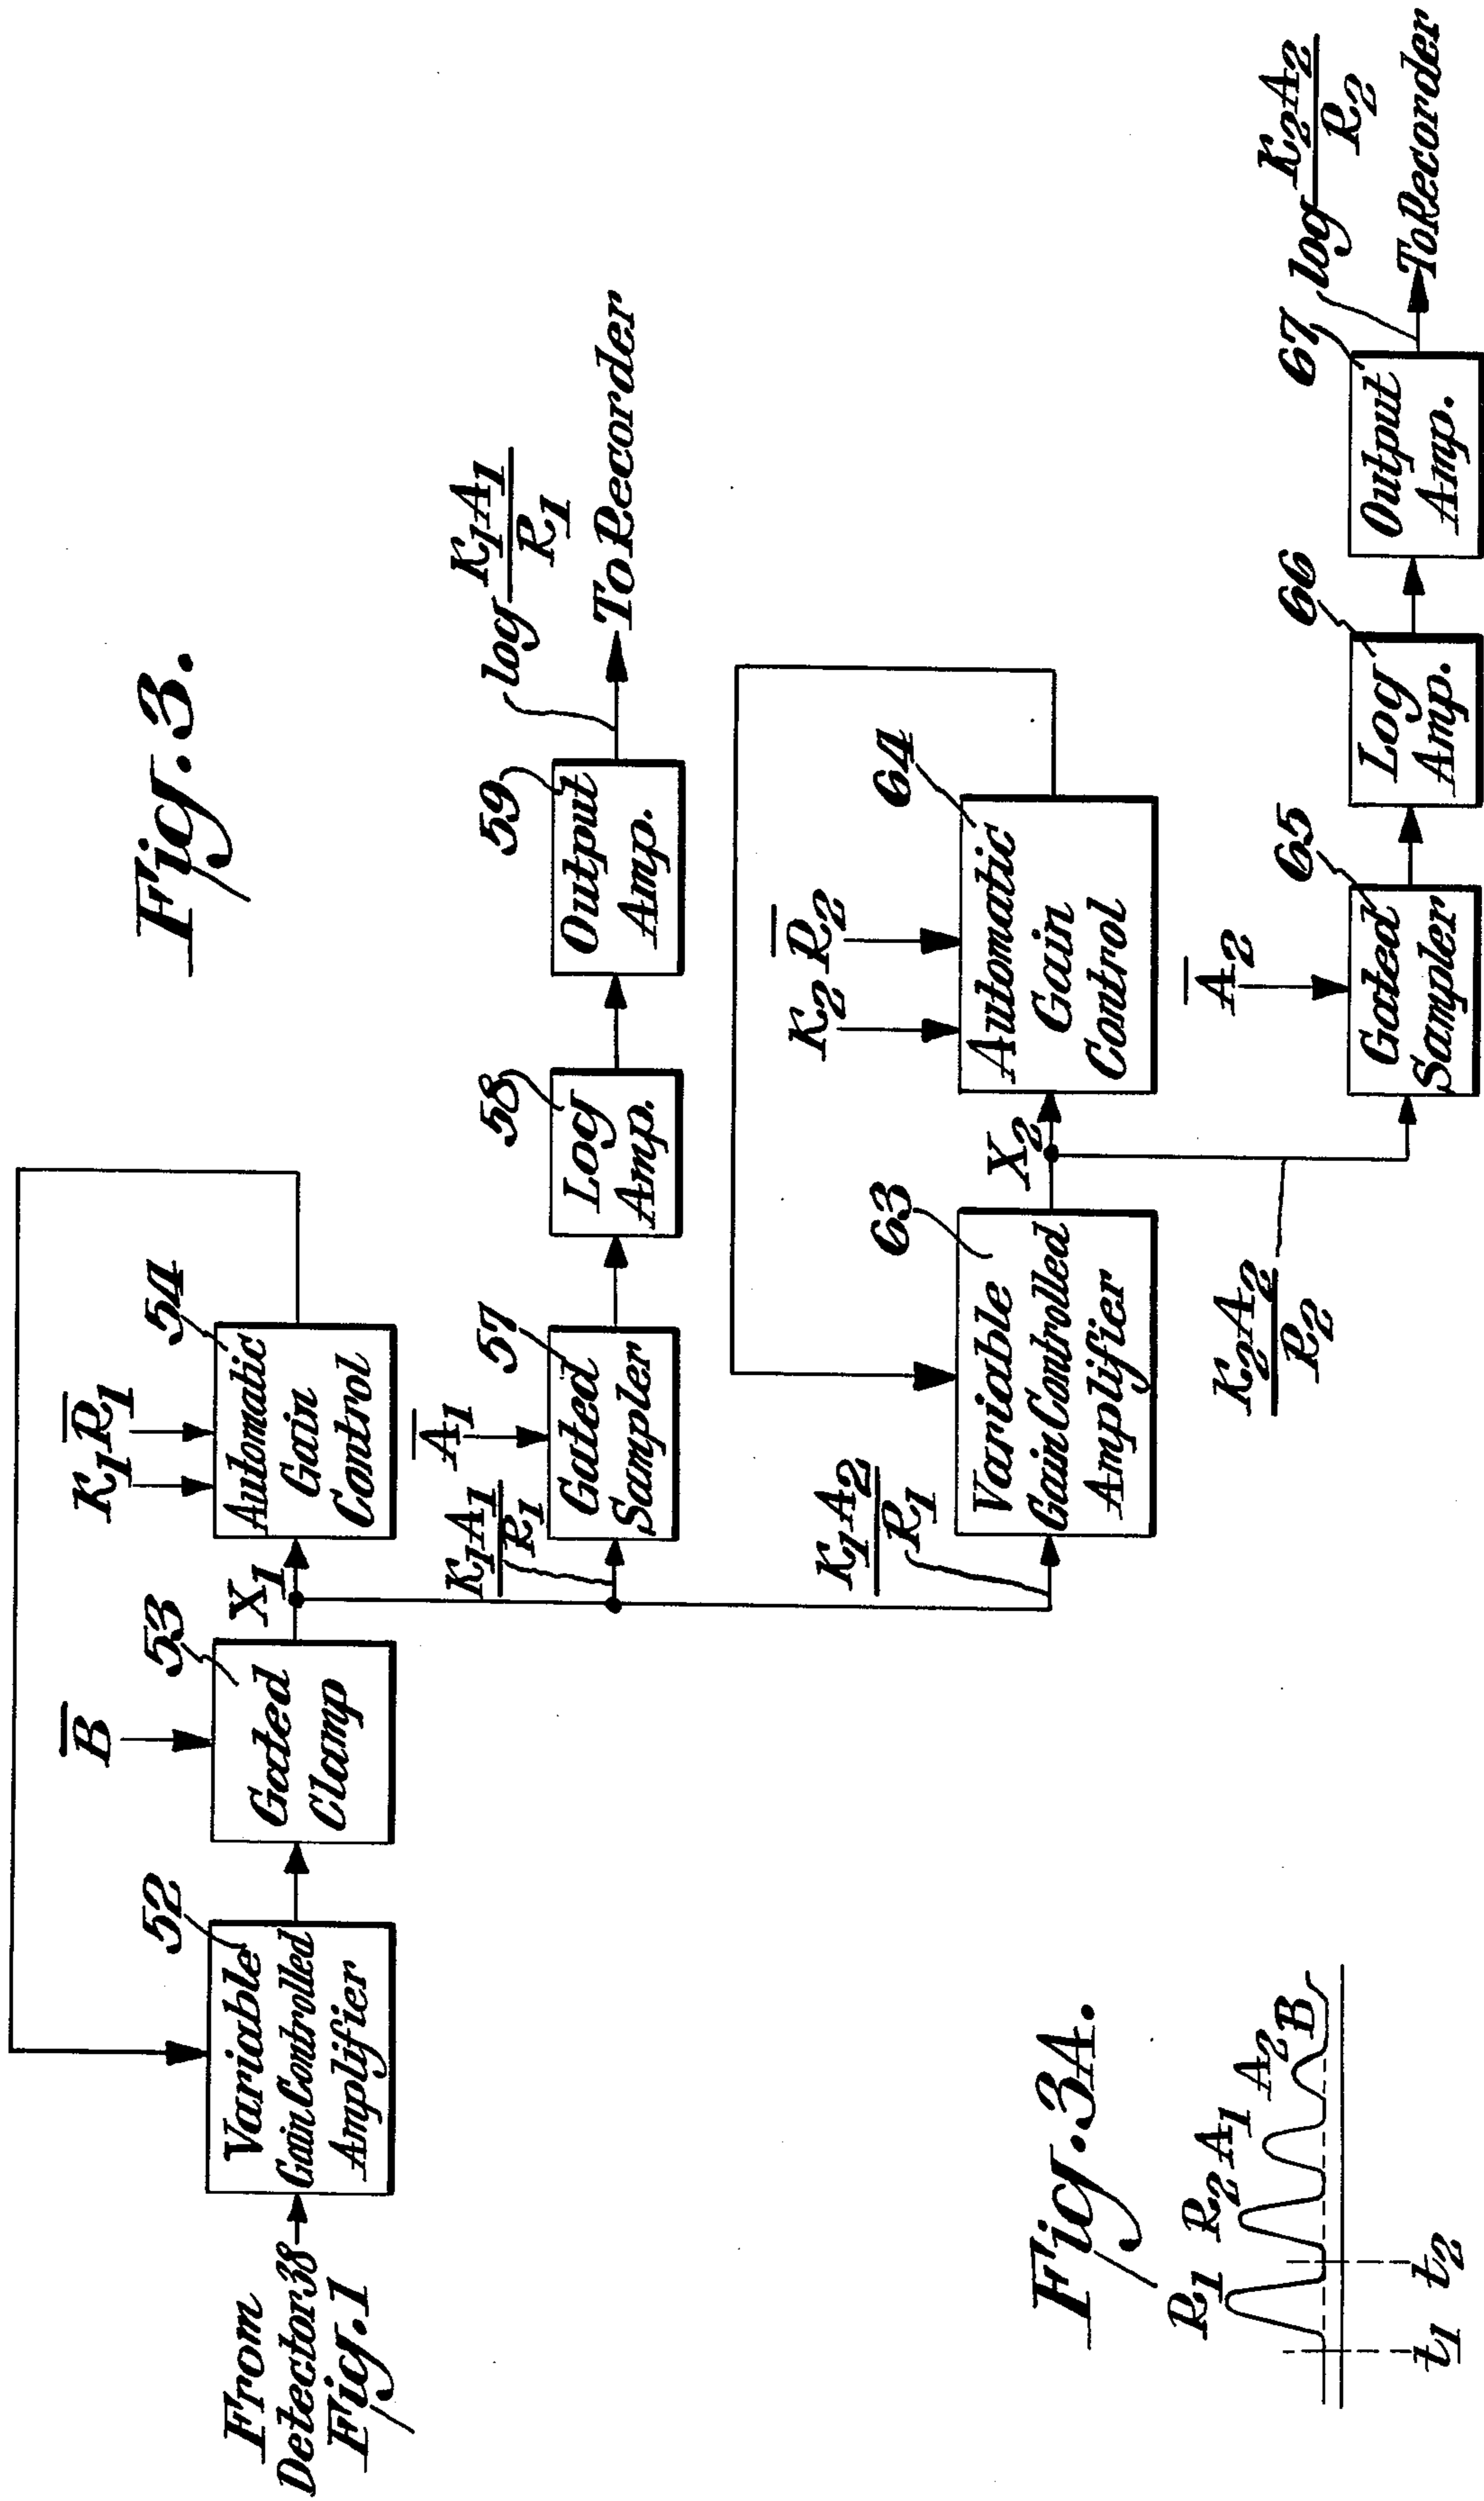 Fig. 3.
B̅
K1 R̅1
52
53
54
From
Detector 38
Fig. 1
Variable
Gain Controlled
Amplifier
Gated
Clamp
X1
Automatic
Gain
Control
A̅1
57
58
59
K1A1
R1
Gated
Sampler
Log
Amp.
Output
Amp.
log K1A1
R1
To Recorder
K1A2
R1
63
K2 R̅2
64
Variable
Gain Controlled
Amplifier
X2
Automatic
Gain
Control
K2A2
R2
A̅2
65
66
67
Gated
Sampler
Log
Amp.
Output
Amp.
log K2A2
R2
To Recorder
Fig. 3A.
R1 R2 A1 A2 B
t1 t2